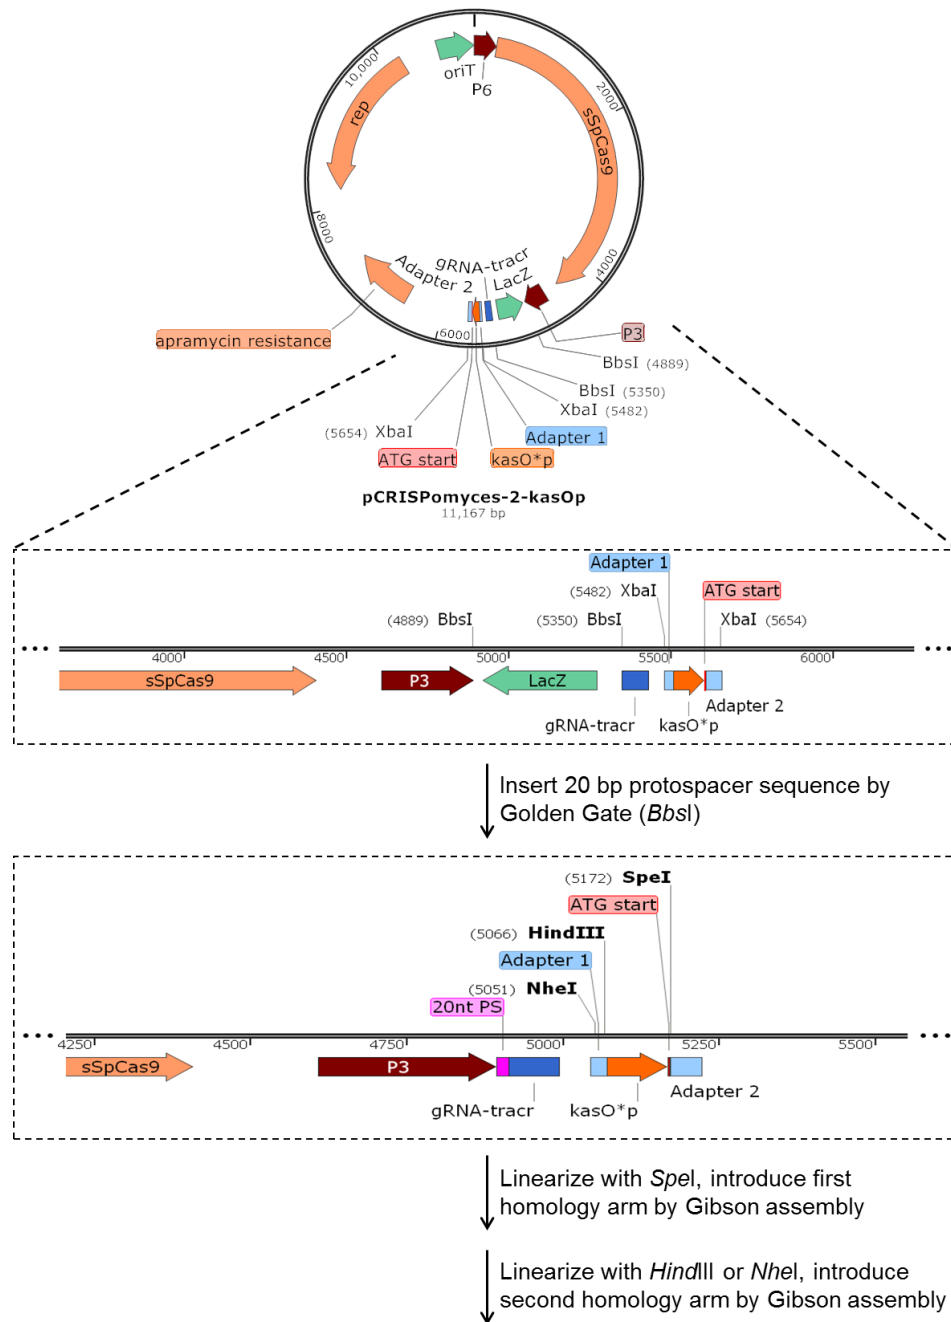 oriT
P6
10,000
rep
2000
sSpCas9
8000
4000
gRNA-tracr
Adapter 2
LacZ
6000
apramycin resistance
P3
BbsI (4889)
BbsI (5350)
XbaI (5482)
(5654) XbaI
Adapter 1
ATG start
kasO*p
pCRISPomyces-2-kasOp
11,167 bp
Adapter 1
(5482) XbaI
ATG start
(4889) BbsI
(5350) BbsI
XbaI (5654)
4000
4500
5000
5500
6000
sSpCas9
P3
LacZ
Adapter 2
gRNA-tracr
kasO*p
Insert 20 bp protospacer sequence by
Golden Gate (BbsI)
(5172) SpeI
ATG start
(5066) HindIII
Adapter 1
(5051) NheI
20nt PS
4250
4500
4750
5000
5250
5500
sSpCas9
P3
Adapter 2
gRNA-tracr
kasO*p
Linearize with SpeI, introduce first
homology arm by Gibson assembly
Linearize with HindIII or NheI, introduce
second homology arm by Gibson assembly